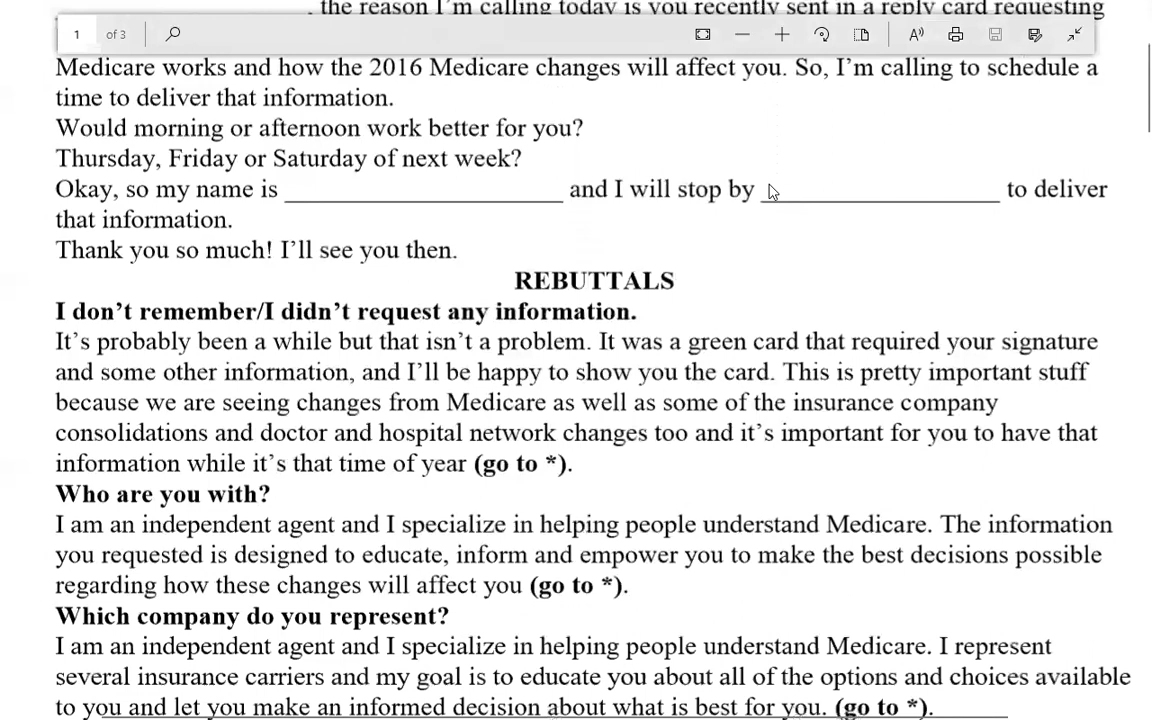 . the reason I’m calling today is you recently sent in a reply card requesting
1 of 3
Medicare works and how the 2016 Medicare changes will affect you. So, I’m calling to schedule a
time to deliver that information.
Would morning or afternoon work better for you?
Thursday, Friday or Saturday of next week?
Okay, so my name is ____________________________ and I will stop by ________________________ to deliver
that information.
Thank you so much! I’ll see you then.
REBUTTALS
I don’t remember/I didn’t request any information.
It’s probably been a while but that isn’t a problem. It was a green card that required your signature
and some other information, and I’ll be happy to show you the card. This is pretty important stuff
because we are seeing changes from Medicare as well as some of the insurance company
consolidations and doctor and hospital network changes too and it’s important for you to have that
information while it’s that time of year (go to *).
Who are you with?
I am an independent agent and I specialize in helping people understand Medicare. The information
you requested is designed to educate, inform and empower you to make the best decisions possible
regarding how these changes will affect you (go to *).
Which company do you represent?
I am an independent agent and I specialize in helping people understand Medicare. I represent
several insurance carriers and my goal is to educate you about all of the options and choices available
to you and let you make an informed decision about what is best for you. (go to *).